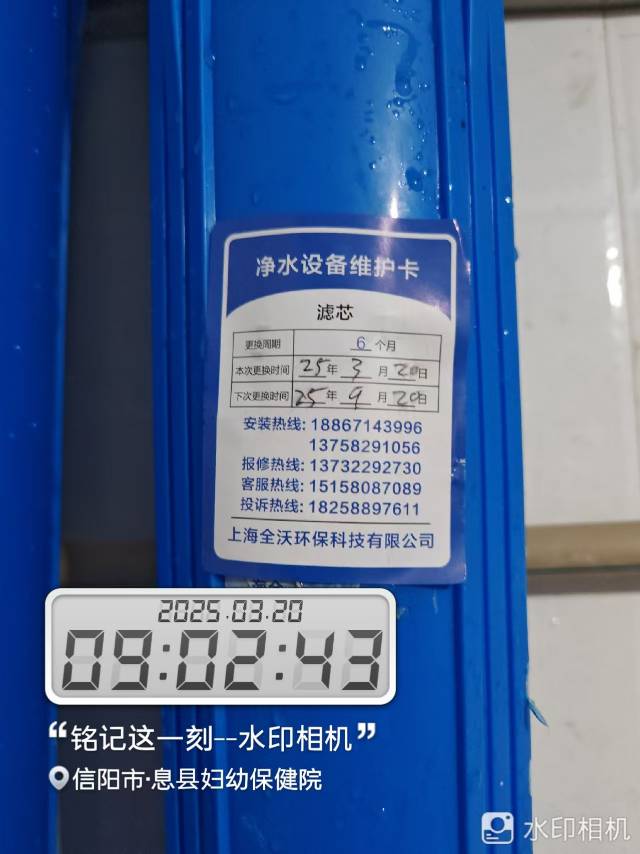 净水设备维护卡
滤芯
更换周期 6 个月
本次更换时间 25年 3 月 20日
下次更换时间 25年 9 月 20日
安装热线: 18867143996
13758291056
报修热线: 13732292730
客服热线: 15158087089
投诉热线: 18258897611
上海全沃环保科技有限公司
2025.03.20
09:02:43
“铭记这一刻--水印相机”
信阳市·息县妇幼保健院
水印相机